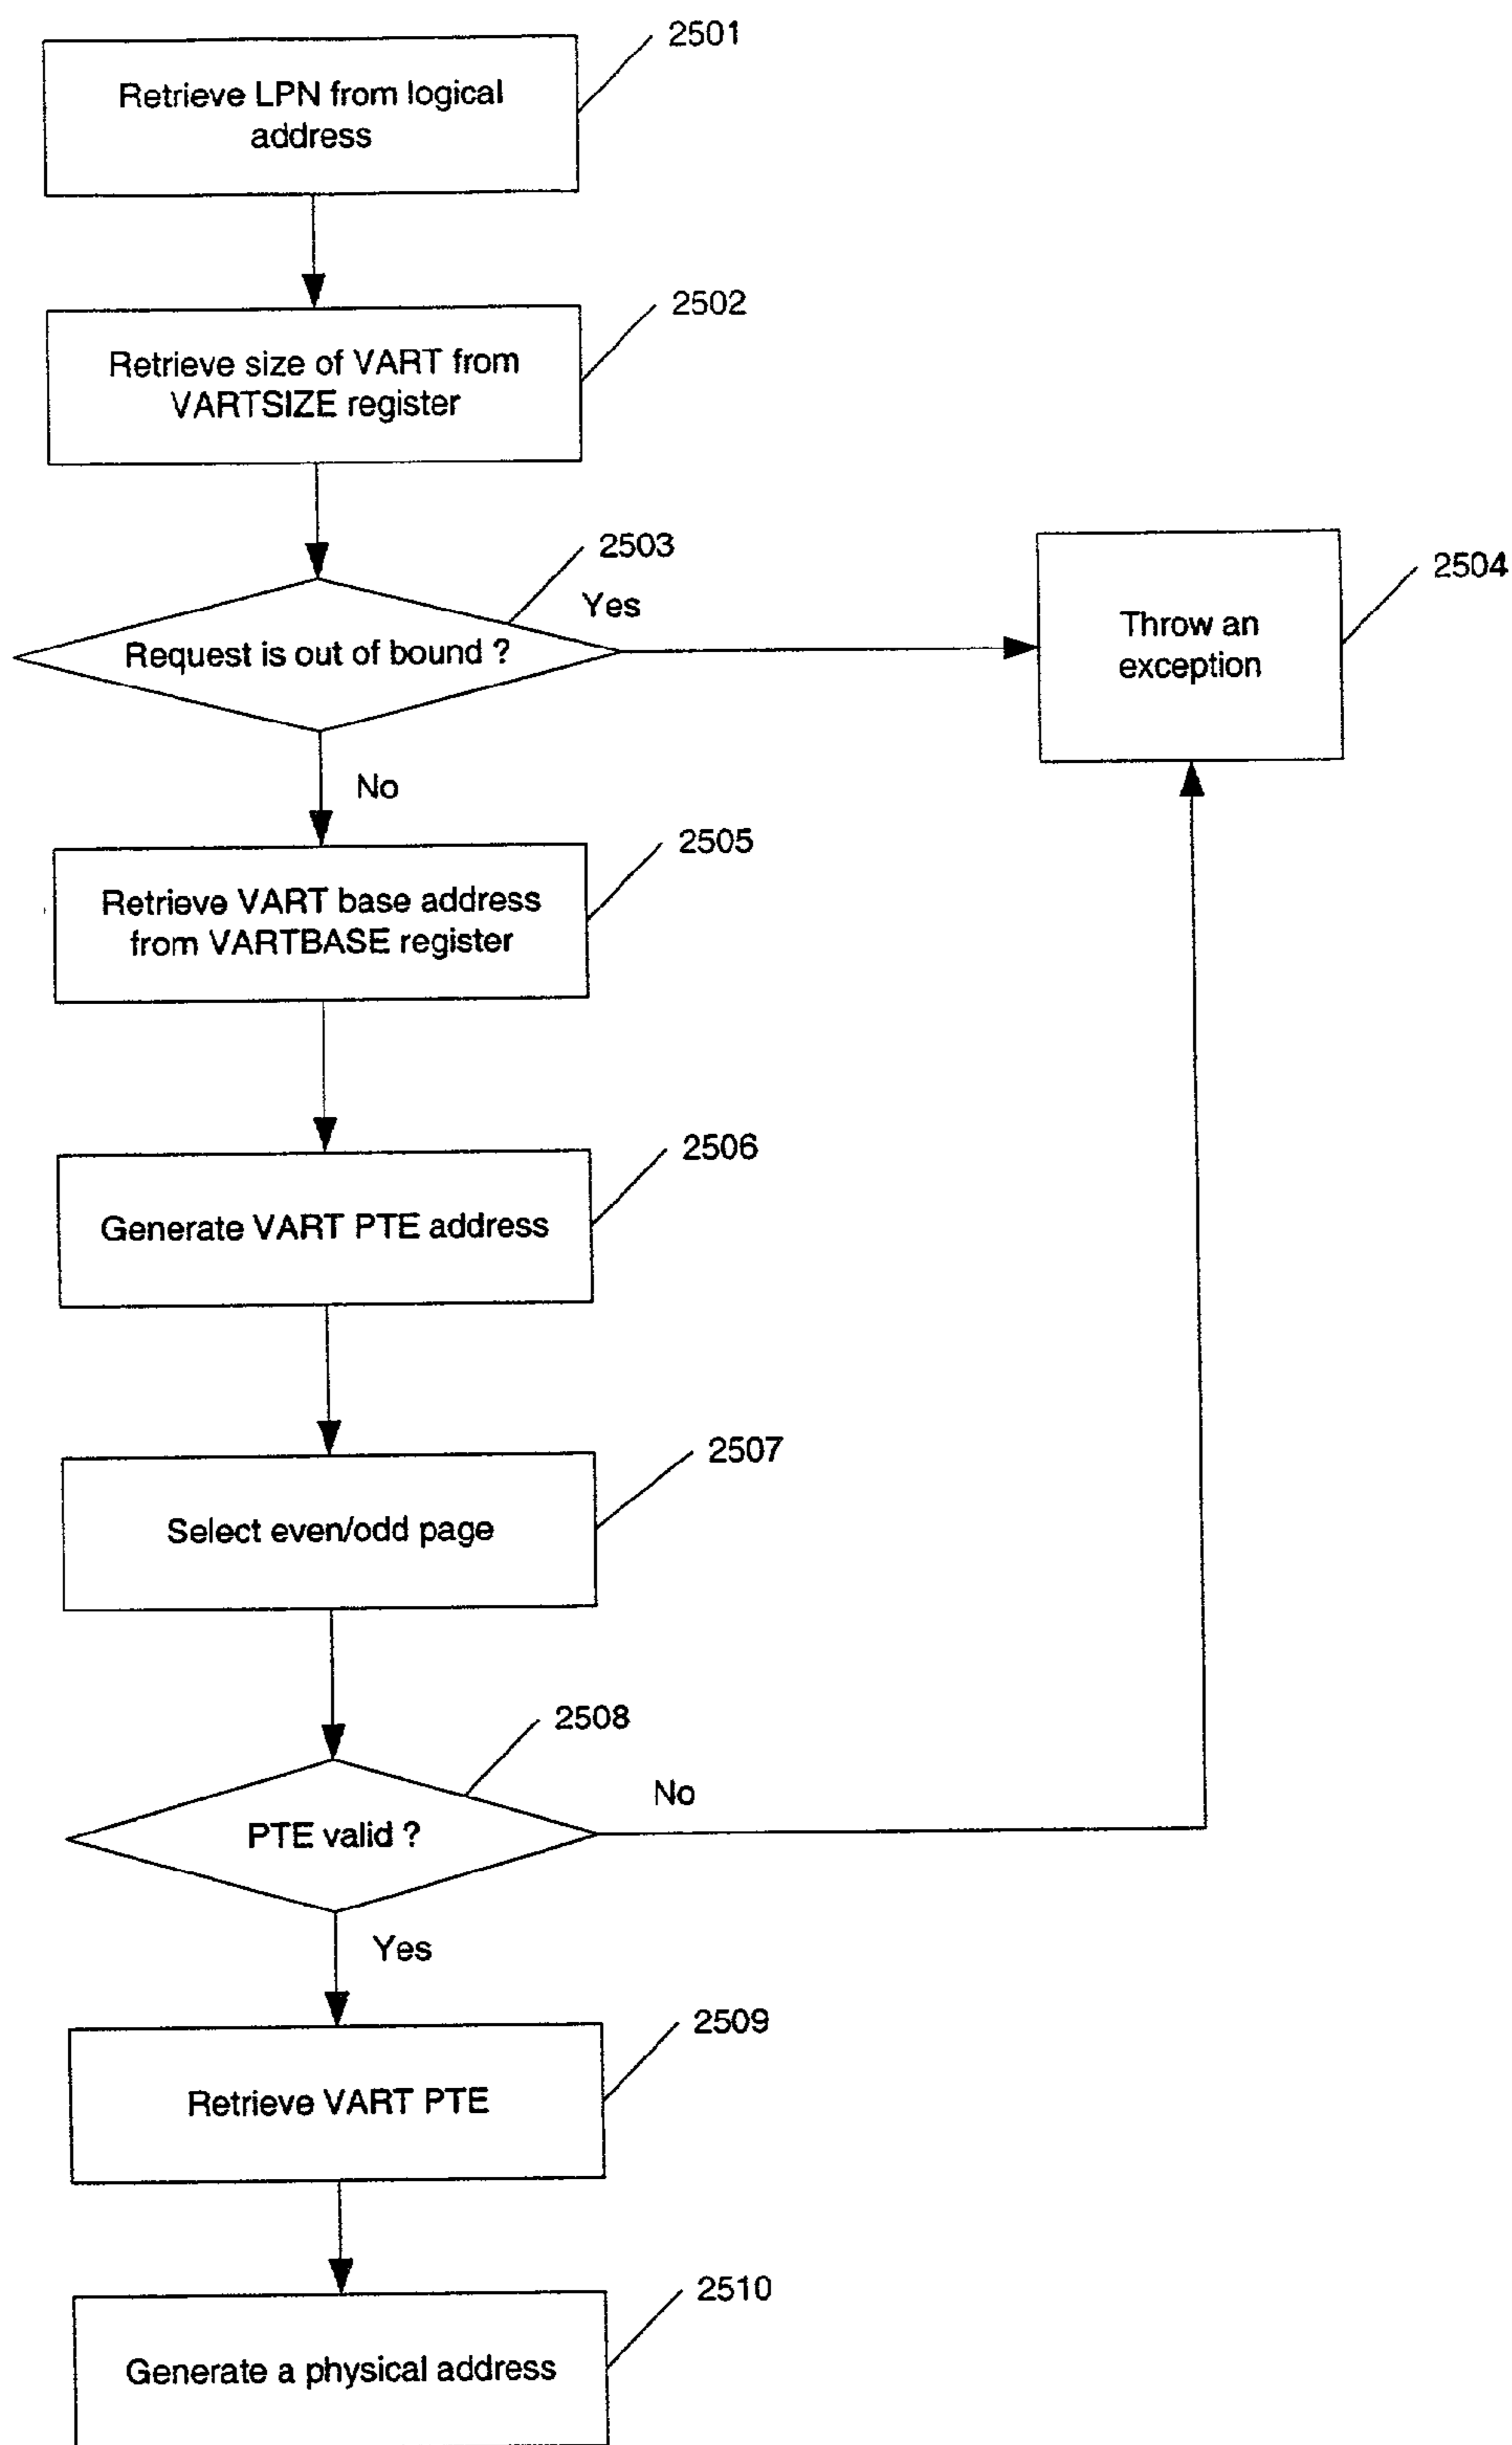 2501
Retrieve LPN from logical
address
2502
Retrieve size of VART from
VARTSIZE register
2503
Yes
Request is out of bound ?
2504
Throw an
exception
No
2505
Retrieve VART base address
from VARTBASE register
2506
Generate VART PTE address
2507
Select even/odd page
2508
No
PTE valid ?
Yes
2509
Retrieve VART PTE
2510
Generate a physical address